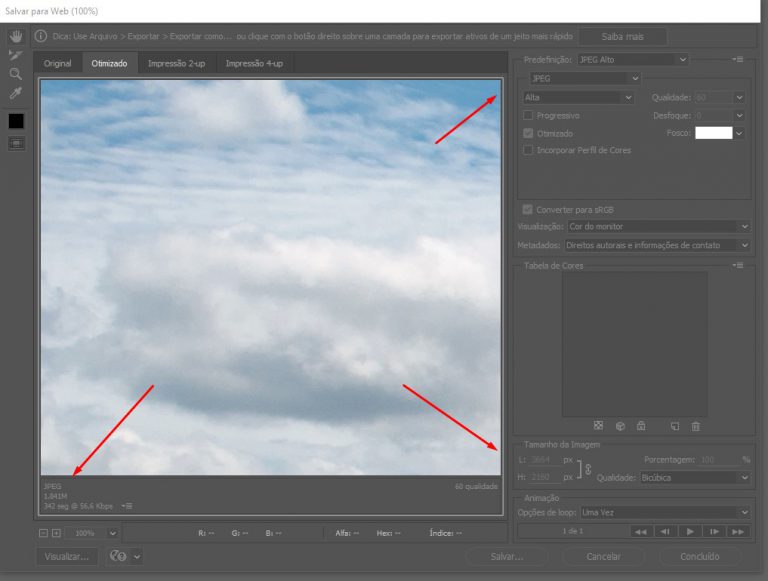 Salvar para Web (100%)
Dica: Use Arquivo > Exportar > Exportar como... ou clique com o botão direito sobre uma camada para exportar ativos de um jeito mais rápido
Saiba mais
Original
Otimizado
Impressão 2-up
Impressão 4-up
Predefinição: JPEG Alto
JPEG
Alta
Qualidade: 60
Progressivo
Desfoque: 0
Otimizado
Fosco:
Incorporar Perfil de Cores
Converter para sRGB
Visualização: Cor do monitor
Metadados: Direitos autorais e informações de contato
Tabela de Cores
Tamanho da Imagem
L: 3664 px
Porcentagem: 100 %
H: 2160 px
Qualidade: Bicúbica
Animação
Opções de loop: Uma Vez
1 de 1
JPEG
60 qualidade
1,041M
342 seg @ 56,6 Kbps
100%
R: -- G: -- B: -- Alfa: -- Hex: -- Índice: --
Visualizar...
Salvar...
Cancelar
Concluído